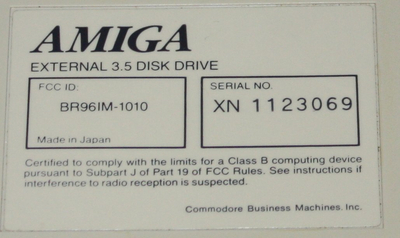 AMIGA
EXTERNAL 3.5 DISK DRIVE
FCC ID:
BR96IM-1010
Made in Japan
SERIAL NO.
XN 1123069
Certified to comply with the limits for a Class B computing device
pursuant to Subpart J of Part 19 of FCC Rules. See instructions if
interference to radio reception is suspected.
Commodore Business Machines, Inc.